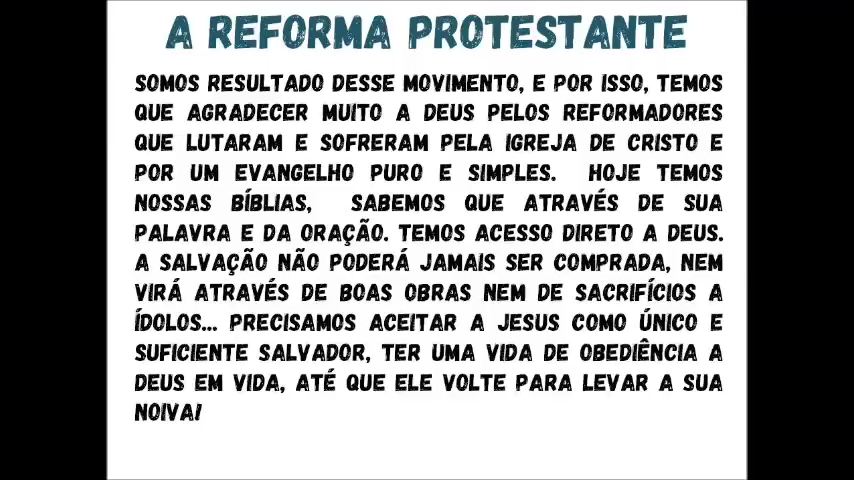 A REFORMA PROTESTANTE
SOMOS RESULTADO DESSE MOVIMENTO, E POR ISSO, TEMOS
QUE AGRADECER MUITO A DEUS PELOS REFORMADORES
QUE LUTARAM E SOFRERAM PELA IGREJA DE CRISTO E
POR UM EVANGELHO PURO E SIMPLES. HOJE TEMOS
NOSSAS BÍBLIAS, SABEMOS QUE ATRAVÉS DE SUA
PALAVRA E DA ORAÇÃO. TEMOS ACESSO DIRETO A DEUS.
A SALVAÇÃO NÃO PODERÁ JAMAIS SER COMPRADA, NEM
VIRÁ ATRAVÉS DE BOAS OBRAS NEM DE SACRIFÍCIOS A
ÍDOLOS... PRECISAMOS ACEITAR A JESUS COMO ÚNICO E
SUFICIENTE SALVADOR, TER UMA VIDA DE OBEDIÊNCIA A
DEUS EM VIDA, ATÉ QUE ELE VOLTE PARA LEVAR A SUA
NOIVA!